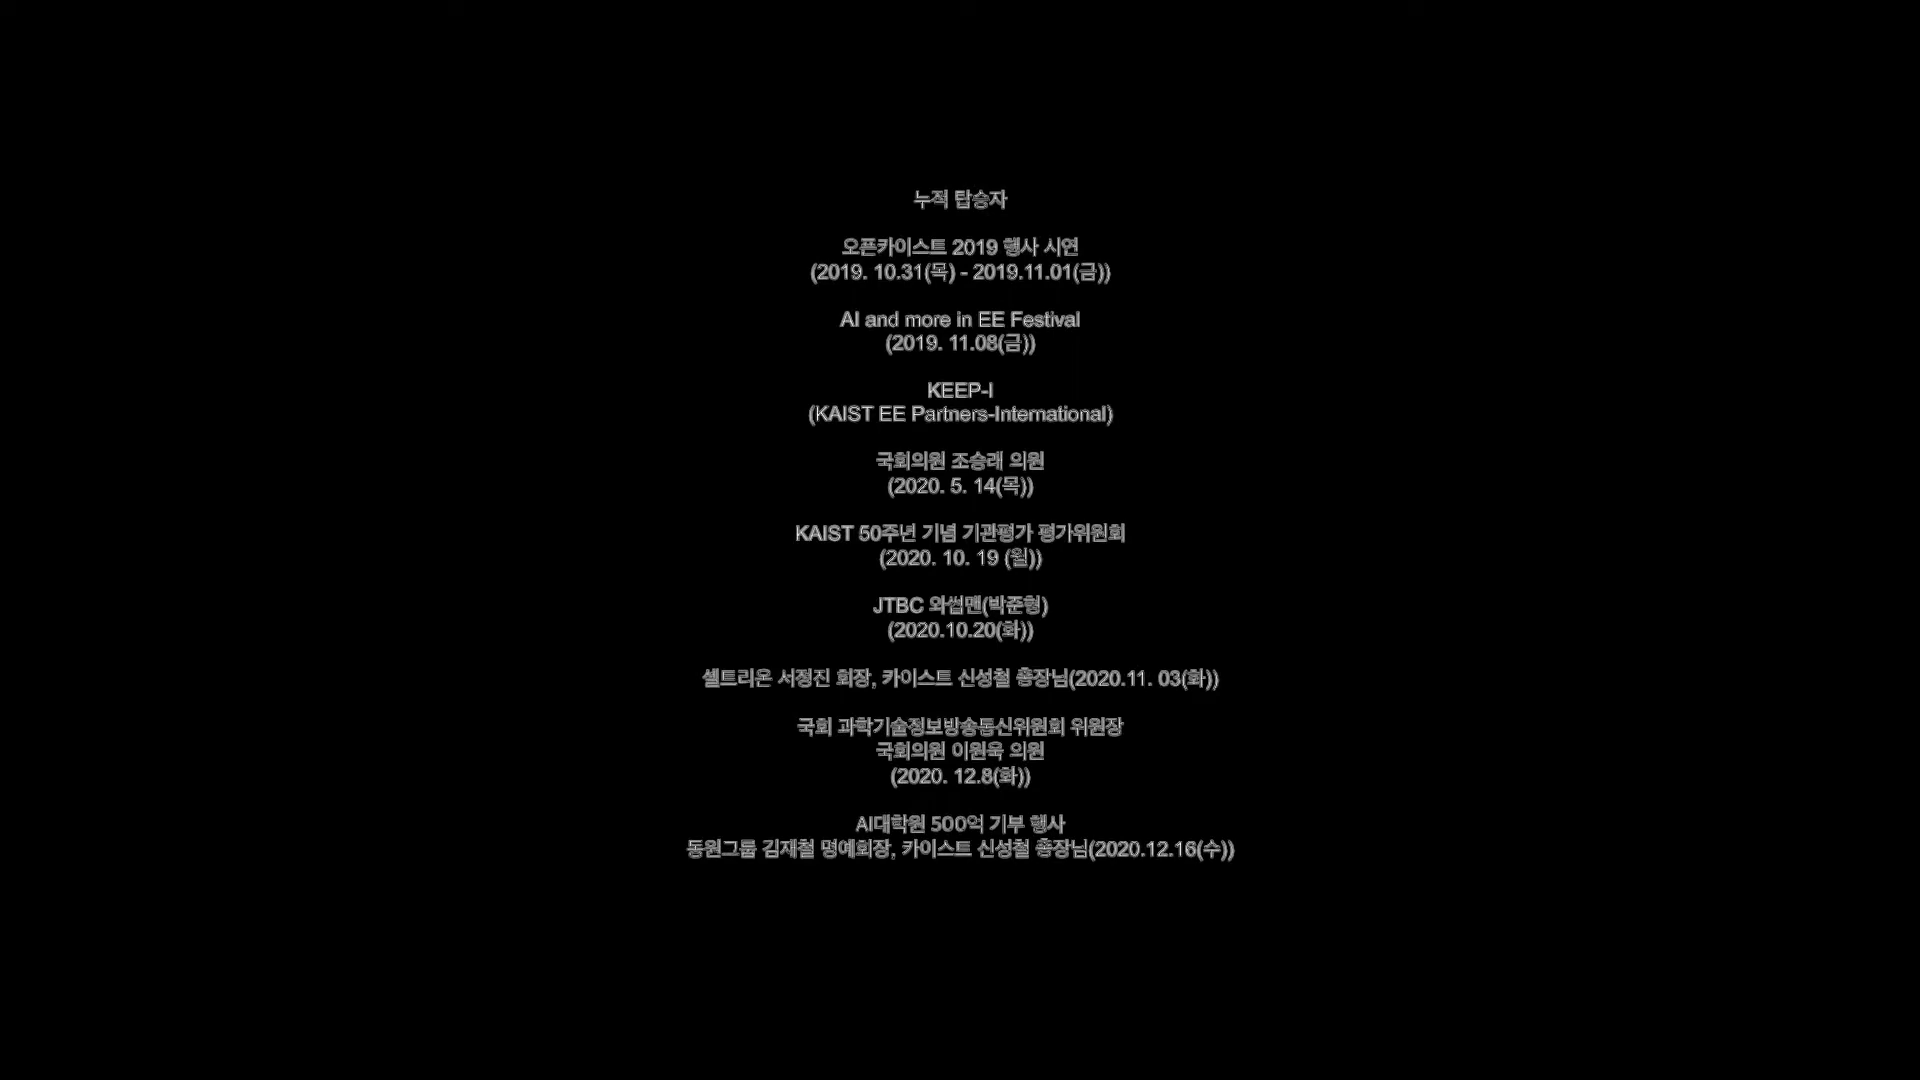 누적 탑승자
오픈카이스트 2019 행사 시연
(2019. 10.31(목) - 2019.11.01(금))
AI and more in EE Festival
(2019. 11.08(금))
KEEP-I
(KAIST EE Partners-International)
국회의원 조승래 의원
(2020. 5. 14(목))
KAIST 50주년 기념 기관평가 평가위원회
(2020. 10. 19 (월))
JTBC 와썹맨(박준형)
(2020.10.20(화))
셀트리온 서정진 회장, 카이스트 신성철 총장님(2020.11. 03(화))
국회 과학기술정보방송통신위원회 위원장
국회의원 이원욱 의원
(2020. 12.8(화))
AI대학원 500억 기부 행사
동원그룹 김재철 명예회장, 카이스트 신성철 총장님(2020.12.16(수))